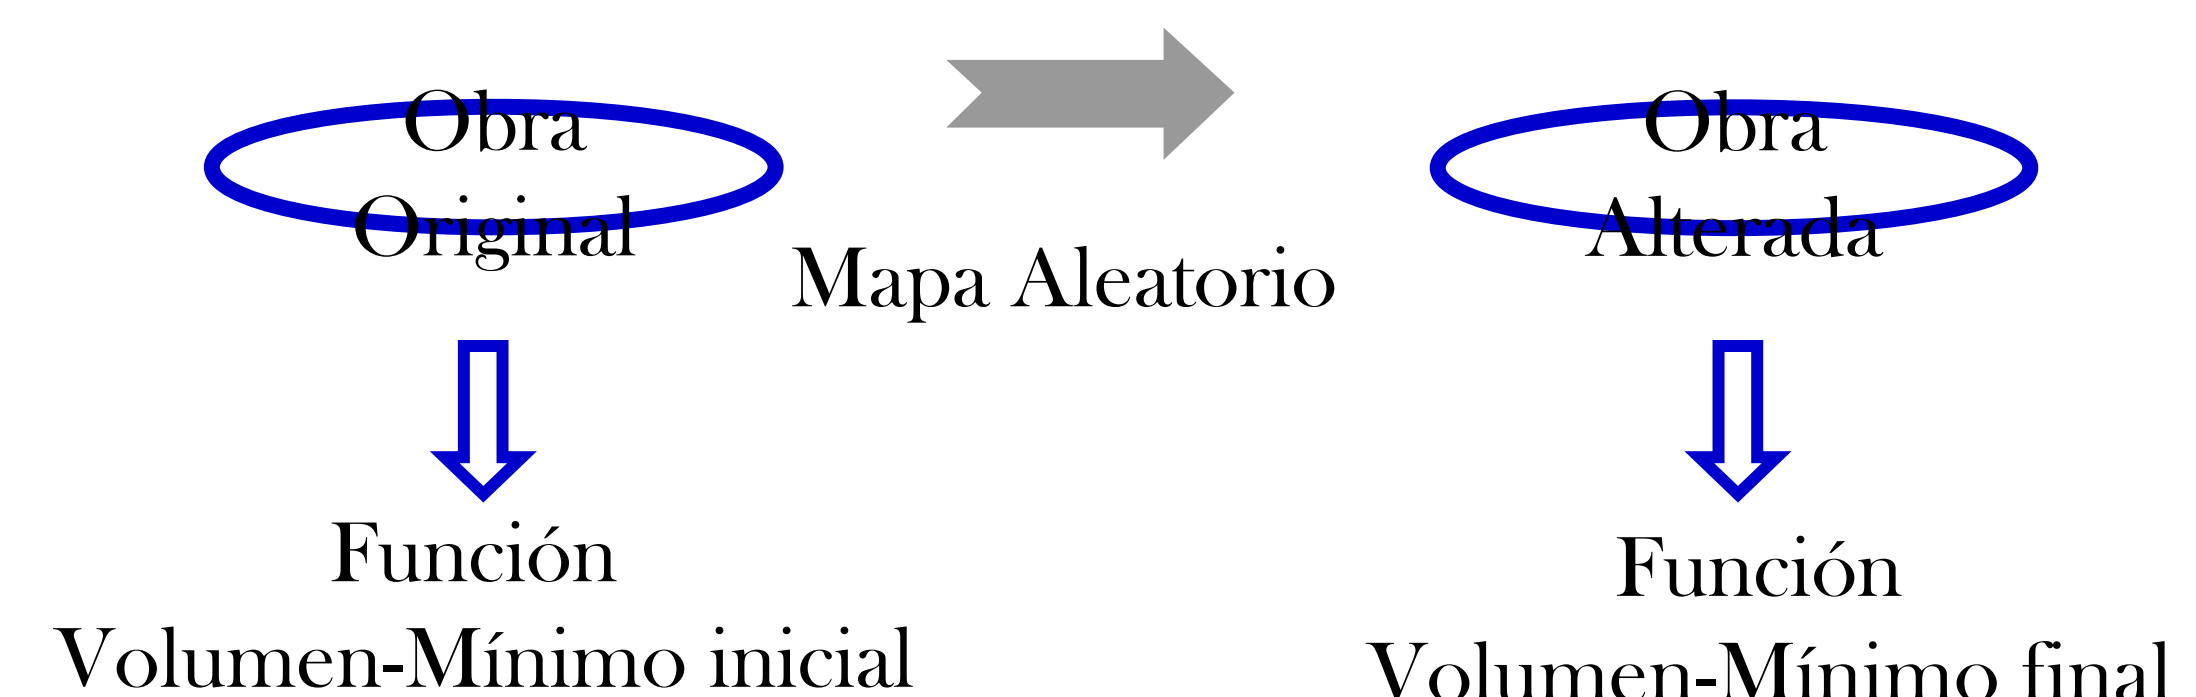 Obra
Original
Mapa Aleatorio
Obra
Alterada
Función
Volumen-Mínimo inicial
Función
Volumen-Mínimo final